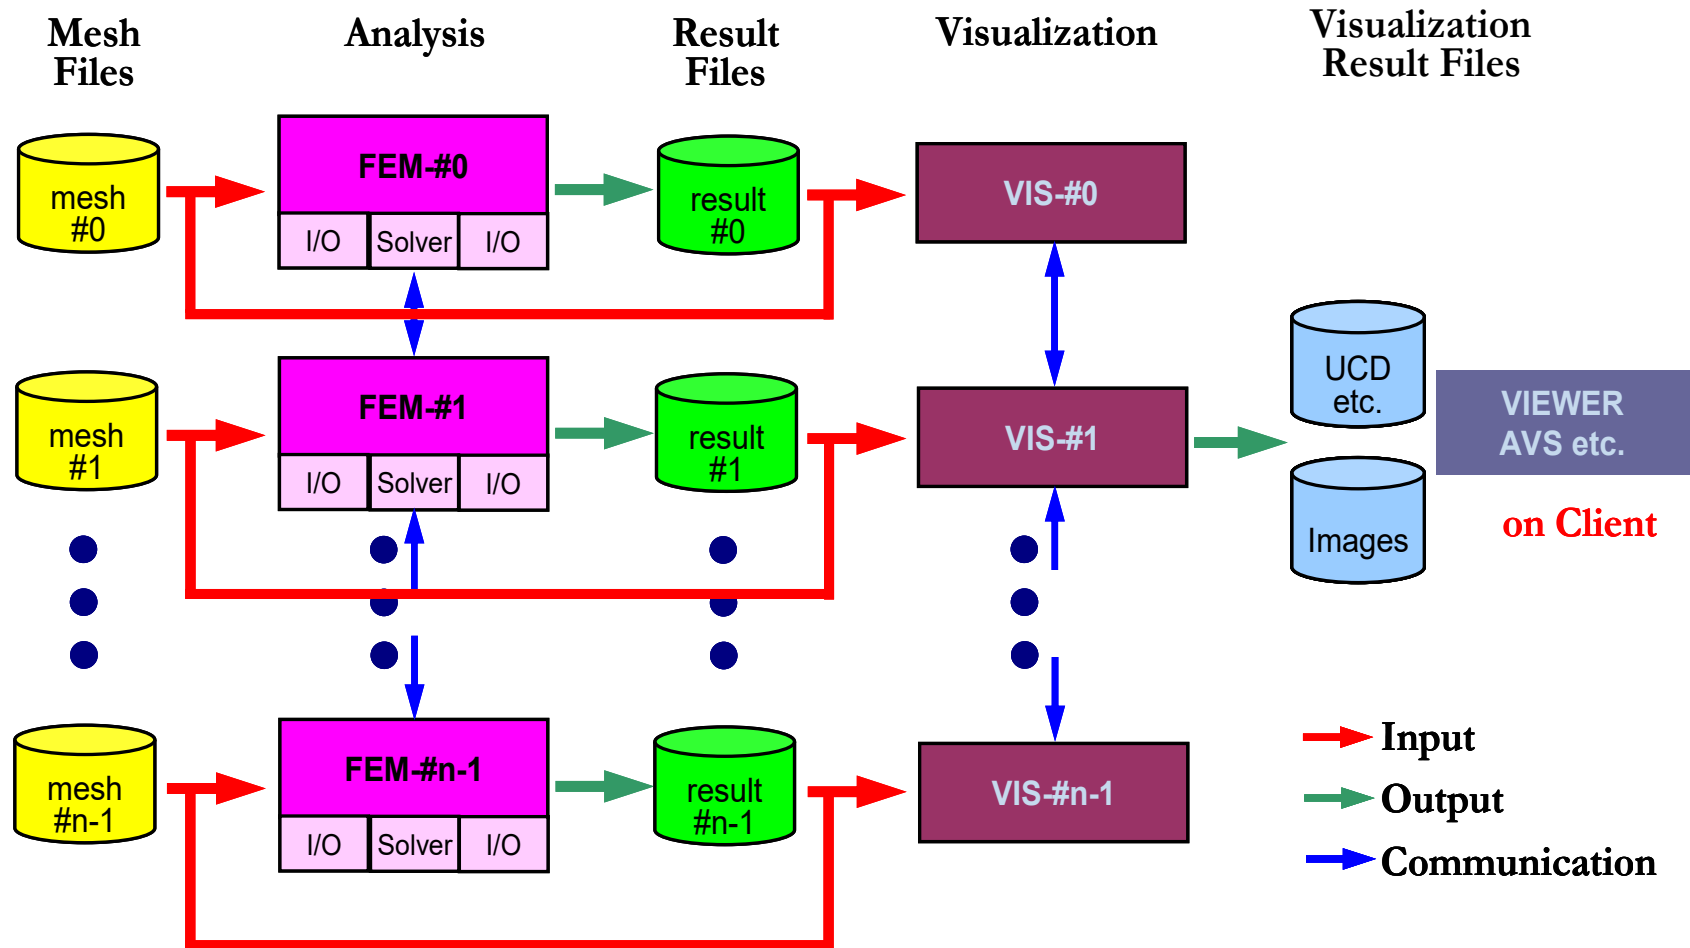 Mesh
Files
Analysis
Result
Files
Visualization
Visualization
Result Files
mesh
#0
FEM-#0
I/O
Solver
I/O
result
#0
VIS-#0
mesh
#1
FEM-#1
I/O
Solver
I/O
result
#1
VIS-#1
UCD
etc.
Images
VIEWER
AVS etc.
on Client
mesh
#n-1
FEM-#n-1
I/O
Solver
I/O
result
#n-1
VIS-#n-1
Input
Output
Communication